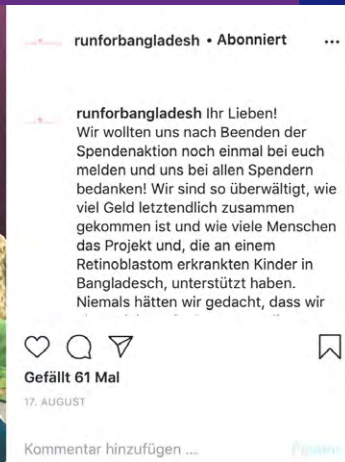 runforbangladesh • Abonniert ...
runforbangladesh Ihr Lieben!
Wir wollten uns nach Beenden der
Spendenaktion noch einmal bei euch
melden und uns bei allen Spendern
bedanken! Wir sind so überwältigt, wie
viel Geld letztendlich zusammen
gekommen ist und wie viele Menschen
das Projekt und, die an einem
Retinoblastom erkrankten Kinder in
Bangladesch, unterstützt haben.
Niemals hätten wir gedacht, dass wir
Gefällt 61 Mal
17. AUGUST
Kommentar hinzufügen ...
Posten